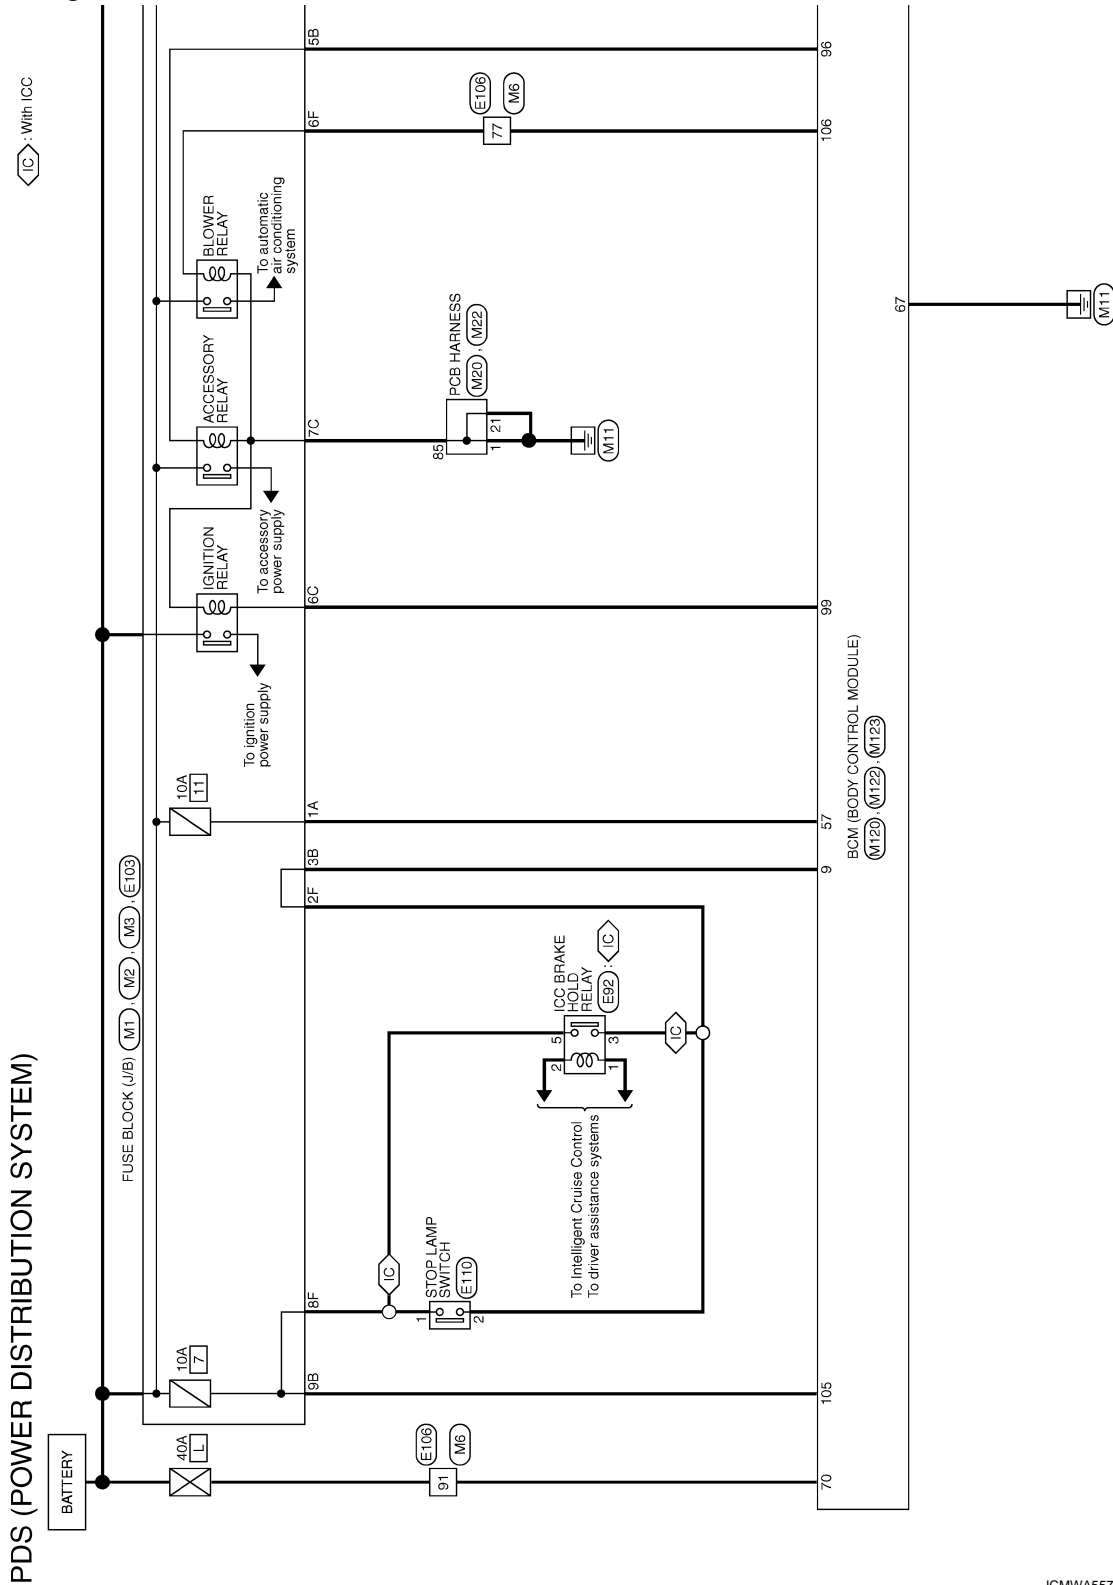 PDS (POWER DISTRIBUTION SYSTEM)
IC : With ICC
BATTERY
FUSE BLOCK (J/B) M1 , M2 , M3 , E103
40A
L
10A
7
10A
11
IGNITION
RELAY
ACCESSORY
RELAY
BLOWER
RELAY
To ignition
power supply
To accessory
power supply
To automatic
air conditioning
system
9B
8F
2F
3B
1A
6C
7C
6F
5B
E106
M6
91
IC
STOP LAMP
SWITCH
E110
1
2
To Intelligent Cruise Control
To driver assistance systems
ICC BRAKE
HOLD
RELAY
E92 : IC
2
5
1
3
IC
PCB HARNESS
M20 , M22
85
1
21
M11
E106
M6
77
70
105
9
57
99
106
96
BCM (BODY CONTROL MODULE)
M120 , M122 , M123
67
M11